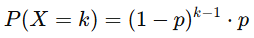 P(X = k) = (1 − p)^{k−1} · p